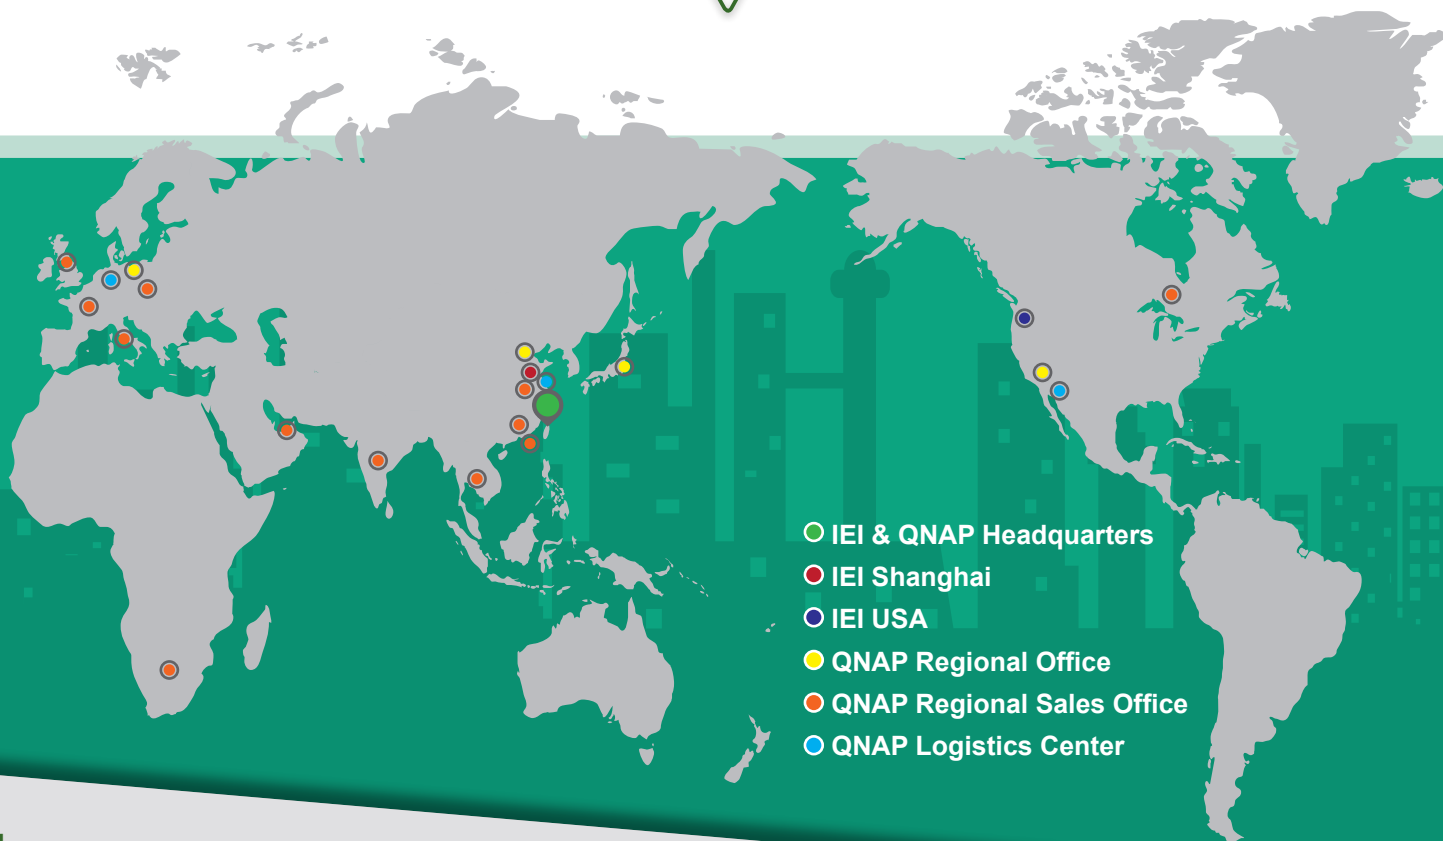 IEI & QNAP Headquarters
IEI Shanghai
IEI USA
QNAP Regional Office
QNAP Regional Sales Office
QNAP Logistics Center